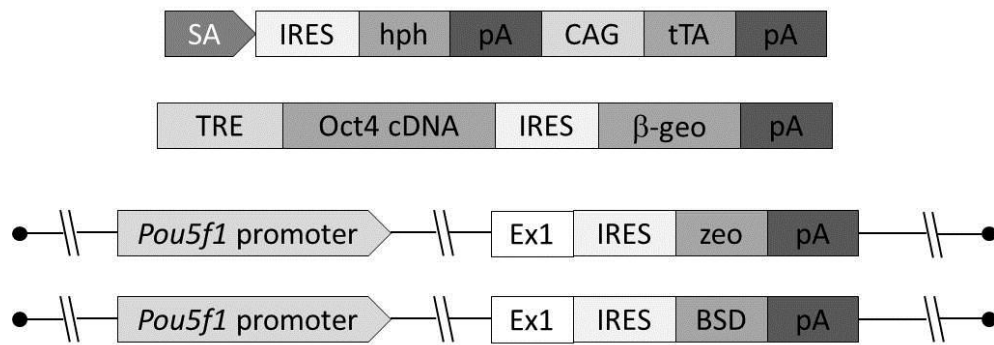 SA IRES hph pA CAG tTA pA
TRE Oct4 cDNA IRES β-geo pA
Pou5f1 promoter Ex1 IRES zeo pA
Pou5f1 promoter Ex1 IRES BSD pA